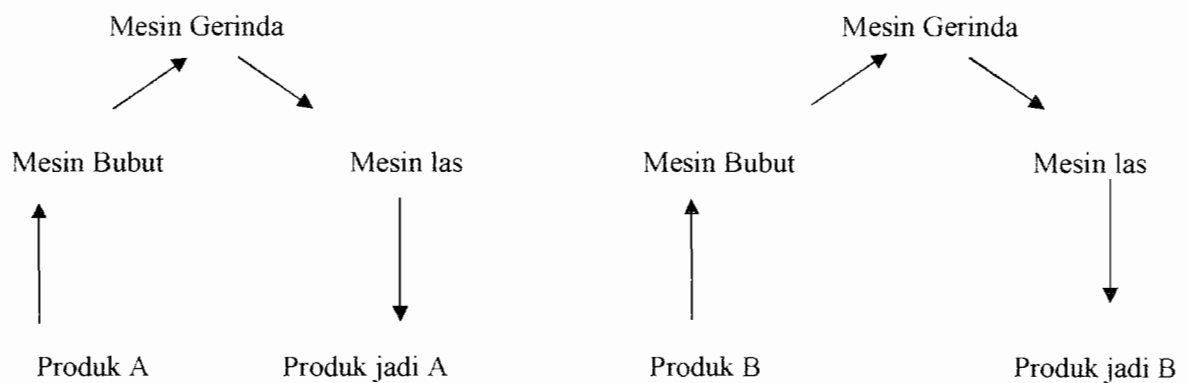 Mesin Gerinda
Mesin Gerinda
Mesin Bubut
Mesin las
Mesin Bubut
Mesin las
Produk A
Produk jadi A
Produk B
Produk jadi B